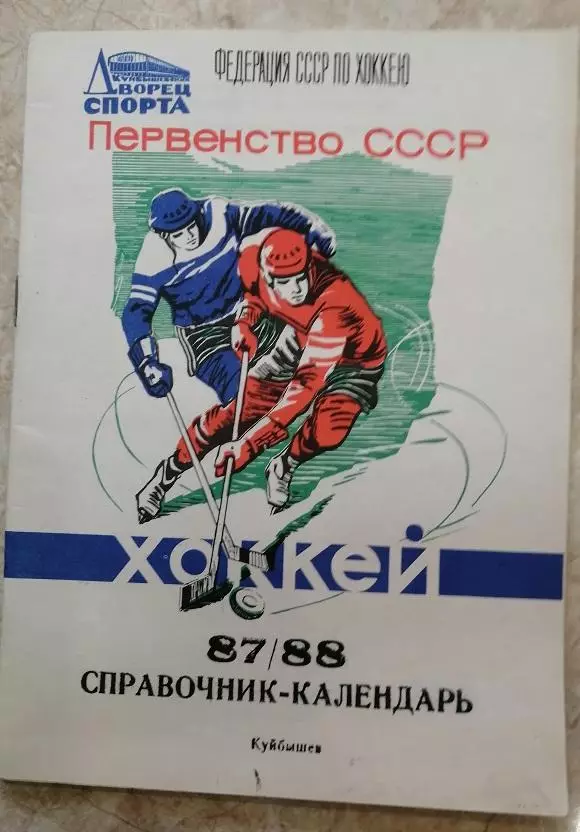 КУЙБЫШЕВСКИЙ
ДВОРЕЦ
СПОРТА
ФЕДЕРАЦИЯ СССР ПО ХОККЕЮ
Первенство СССР
Хоккей
87/88
СПРАВОЧНИК-КАЛЕНДАРЬ
Куйбышев